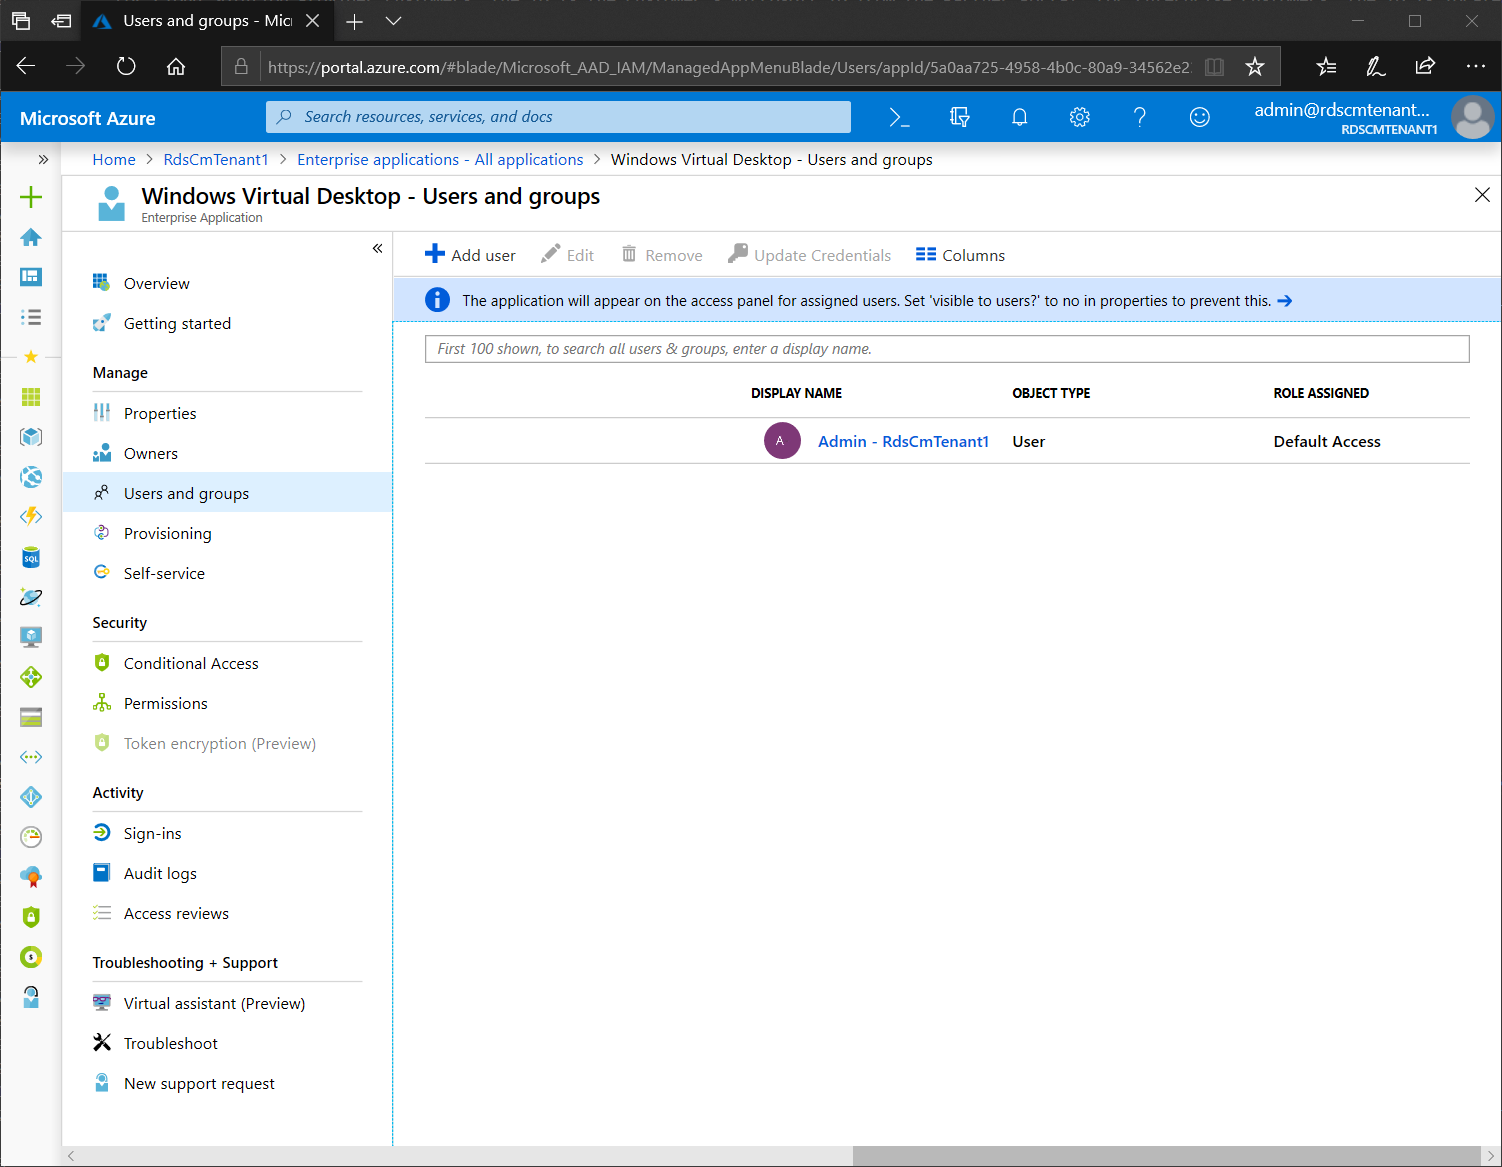 Users and groups - Mic
https://portal.azure.com/#blade/Microsoft_AAD_IAM/ManagedAppMenuBlade/Users/appId/5a0aa725-4958-4b0c-80a9-34562e2
Microsoft Azure
Search resources, services, and docs
admin@rdscmtenant...
RDSCMTENANT1
Home > RdsCmTenant1 > Enterprise applications - All applications > Windows Virtual Desktop - Users and groups
Windows Virtual Desktop - Users and groups
Enterprise Application
Overview
Getting started
Manage
Properties
Owners
Users and groups
Provisioning
Self-service
Security
Conditional Access
Permissions
Token encryption (Preview)
Activity
Sign-ins
Audit logs
Access reviews
Troubleshooting + Support
Virtual assistant (Preview)
Troubleshoot
New support request
Add user Edit Remove Update Credentials Columns
The application will appear on the access panel for assigned users. Set 'visible to users?' to no in properties to prevent this.
First 100 shown, to search all users & groups, enter a display name.
DISPLAY NAME OBJECT TYPE ROLE ASSIGNED
A Admin - RdsCmTenant1 User Default Access
SQL